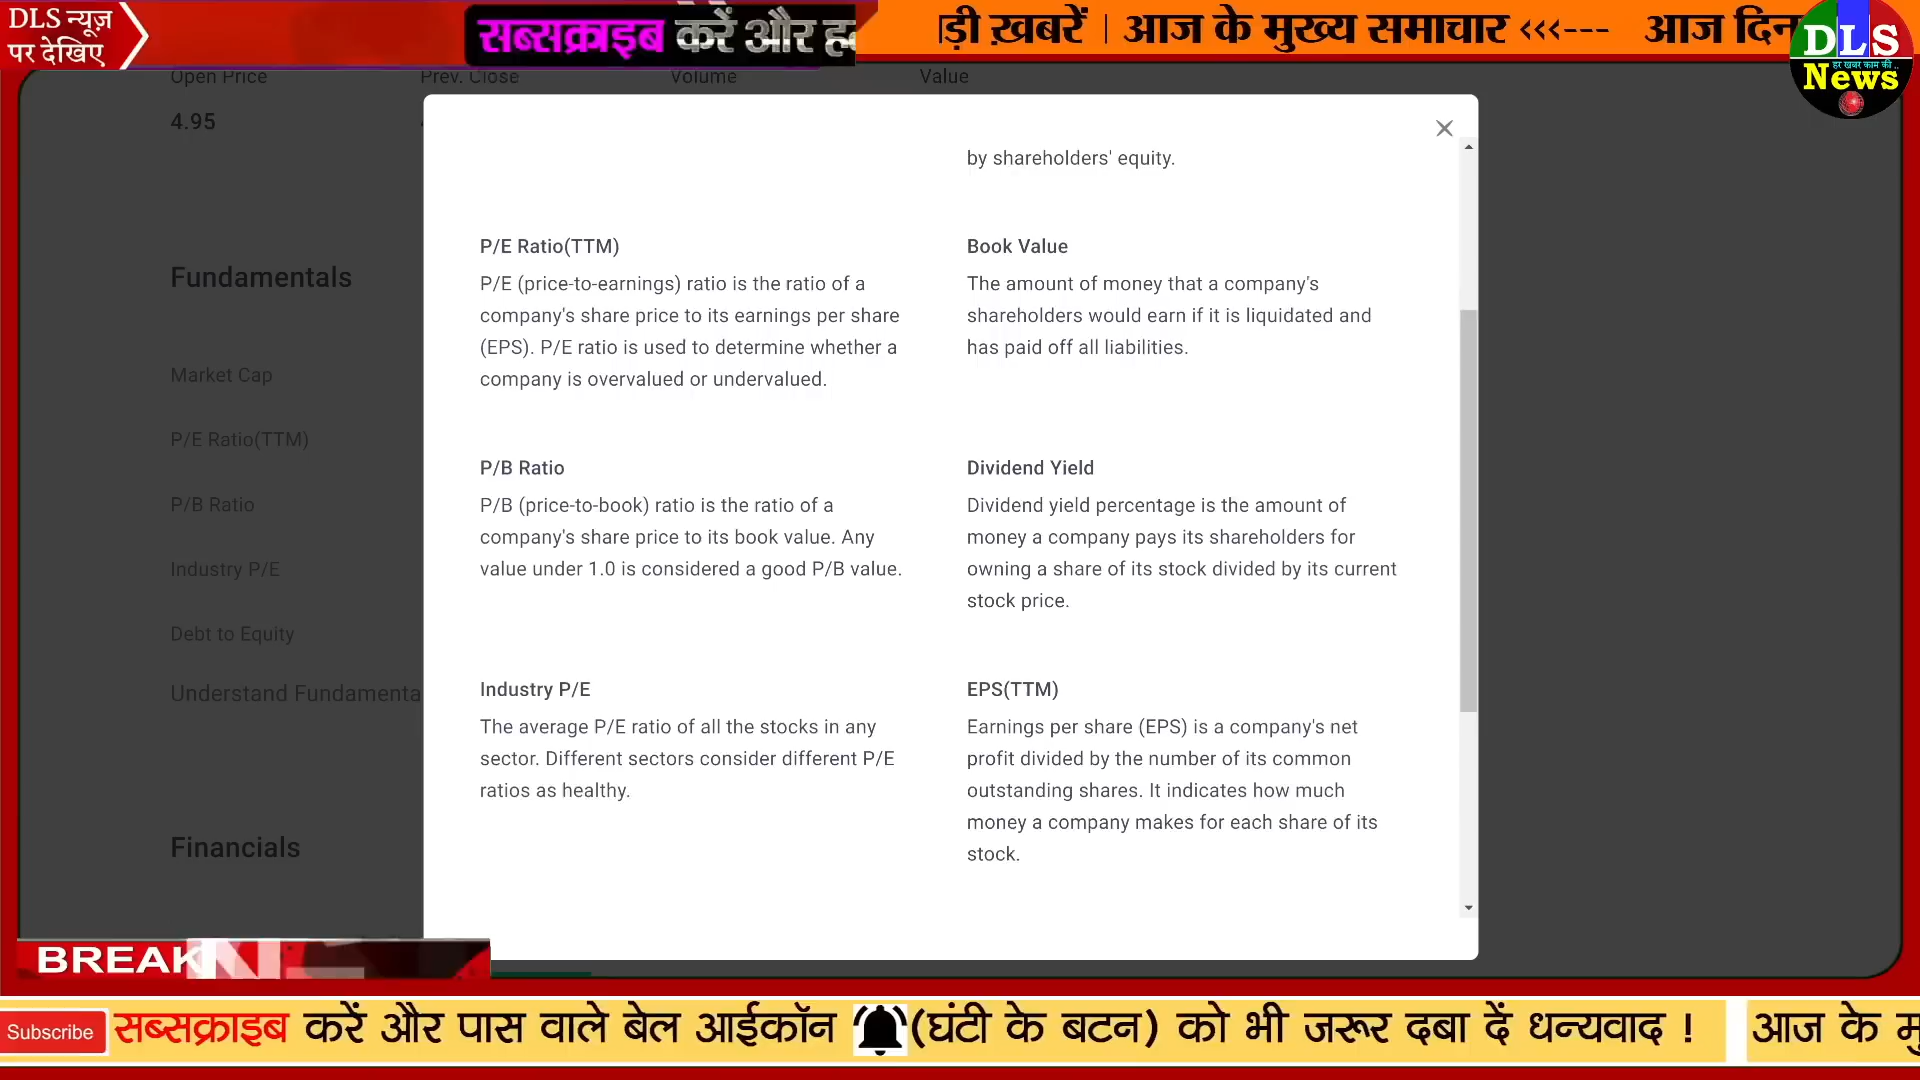 DLS न्यूज़
पर देखिए
सब्सक्राइब करें और
ख़बरें | आज के मुख्य समाचार <<<--- आज
DLS
हर खबर काम की..
News
Open Price Prev. Close Volume Value
4.95
by shareholders' equity.
Fundamentals
Market Cap
P/E Ratio(TTM)
P/B Ratio
Industry P/E
Debt to Equity
Understand
Financials
P/E Ratio(TTM)
P/E (price-to-earnings) ratio is the ratio of a
company's share price to its earnings per share
(EPS). P/E ratio is used to determine whether a
company is overvalued or undervalued.
Book Value
The amount of money that a company's
shareholders would earn if it is liquidated and
has paid off all liabilities.
P/B Ratio
P/B (price-to-book) ratio is the ratio of a
company's share price to its book value. Any
value under 1.0 is considered a good P/B value.
Dividend Yield
Dividend yield percentage is the amount of
money a company pays its shareholders for
owning a share of its stock divided by its current
stock price.
Industry P/E
The average P/E ratio of all the stocks in any
sector. Different sectors consider different P/E
ratios as healthy.
EPS(TTM)
Earnings per share (EPS) is a company's net
profit divided by the number of its common
outstanding shares. It indicates how much
money a company makes for each share of its
stock.
BREAK
Subscribe सब्सक्राइब करें और पास वाले बेल आईकॉन (घंटी के बटन) को भी जरूर दबा दें धन्यवाद ! आज के